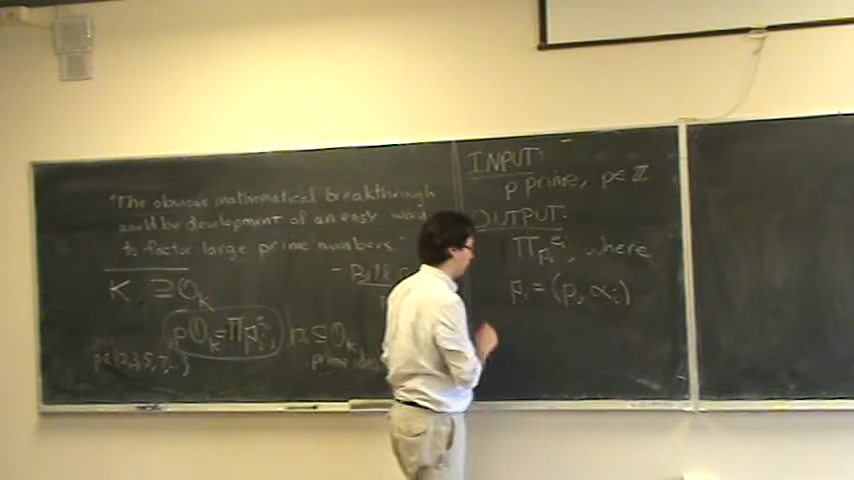 "The obvious mathematical breakthrough
would be development of an easy way
to factor large prime numbers."
- Bill
K ⊇ O_K
pO_K = ∏ p_i^{e_i}, p_i ⊆ O_K
prime
p ∈ {2,3,5,7,...}
INPUT:
p prime, p ∈ ℤ
OUTPUT:
∏ p_i^{e_i}, where
p_i = (p, α_i)